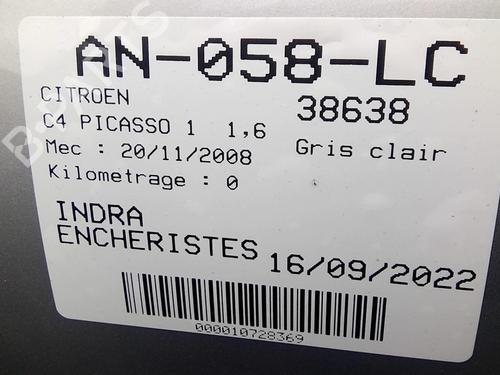 AN-058-LC
CITROEN 38638
C4 PICASSO 1 1,6
Mec : 20/11/2008 Gris clair
Kilometrage : 0
INDRA
ENCHERISTES 16/09/2022
000010728369
B-PARTS